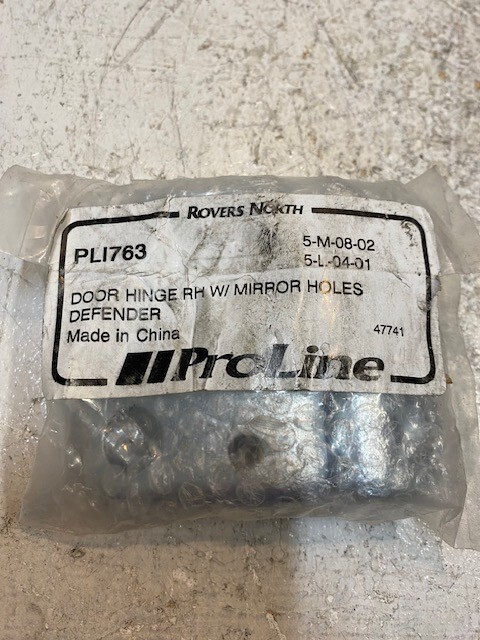 ROVERS NORTH
PLI763
5-M-08-02
5-L-04-01
DOOR HINGE RH W/ MIRROR HOLES
DEFENDER
Made in China
47741
ProLine